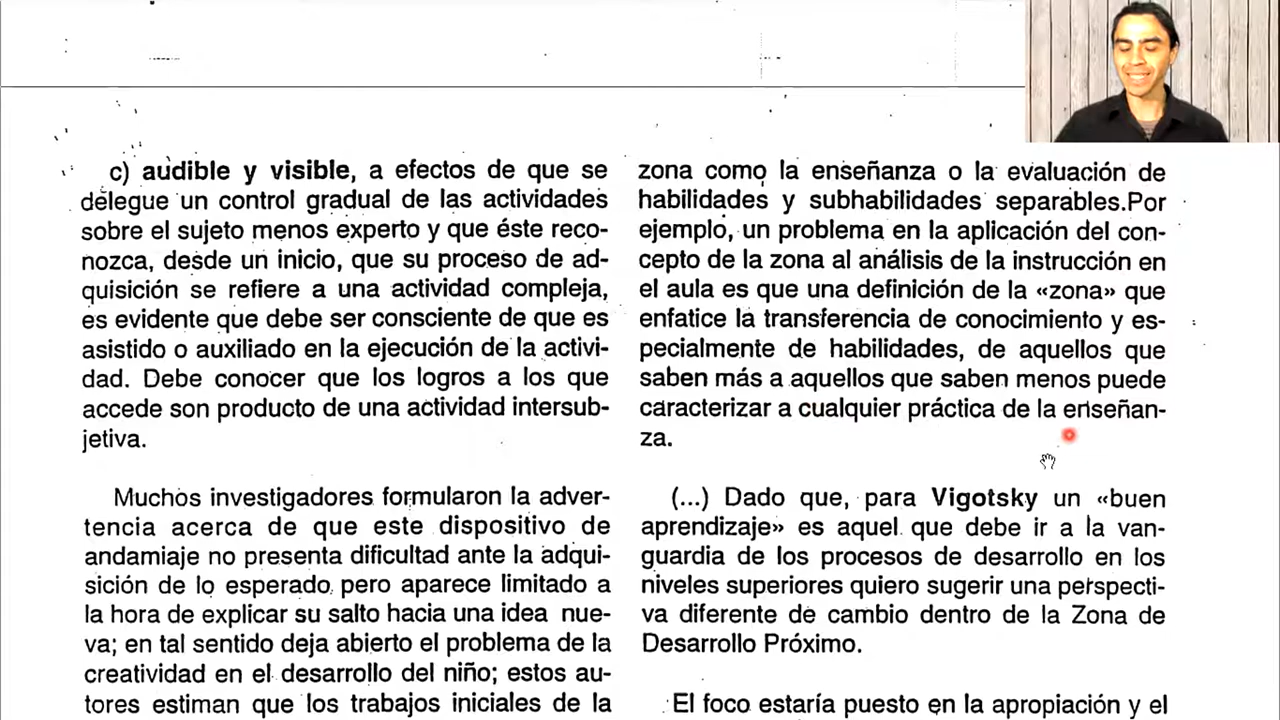 c) audible y visible, a efectos de que se
delegue un control gradual de las actividades
sobre el sujeto menos experto y que éste reco-
nozca, desde un inicio, que su proceso de ad-
quisición se refiere a una actividad compleja,
es evidente que debe ser consciente de que es
asistido o auxiliado en la ejecución de la activi-
dad. Debe conocer que los logros a los que
accede son producto de una actividad intersub-
jetiva.
Muchos investigadores formularon la adver-
tencia acerca de que este dispositivo de
andamiaje no presenta dificultad ante la adqui-
sición de lo esperado pero aparece limitado a
la hora de explicar su salto hacia una idea nue-
va; en tal sentido deja abierto el problema de la
creatividad en el desarrollo del niño; estos au-
tores estiman que los trabajos iniciales de la
zona como la enseñanza o la evaluación de
habilidades y subhabilidades separables.Por
ejemplo, un problema en la aplicación del con-
cepto de la zona al análisis de la instrucción en
el aula es que una definición de la «zona» que
enfatice la transferencia de conocimiento y es-
pecialmente de habilidades, de aquellos que
saben más a aquellos que saben menos puede
caracterizar a cualquier práctica de la enseñan-
za.
(...) Dado que, para Vigotsky un «buen
aprendizaje» es aquel que debe ir a la van-
guardia de los procesos de desarrollo en los
niveles superiores quiero sugerir una perspecti-
va diferente de cambio dentro de la Zona de
Desarrollo Próximo.
El foco estaría puesto en la apropiación y el